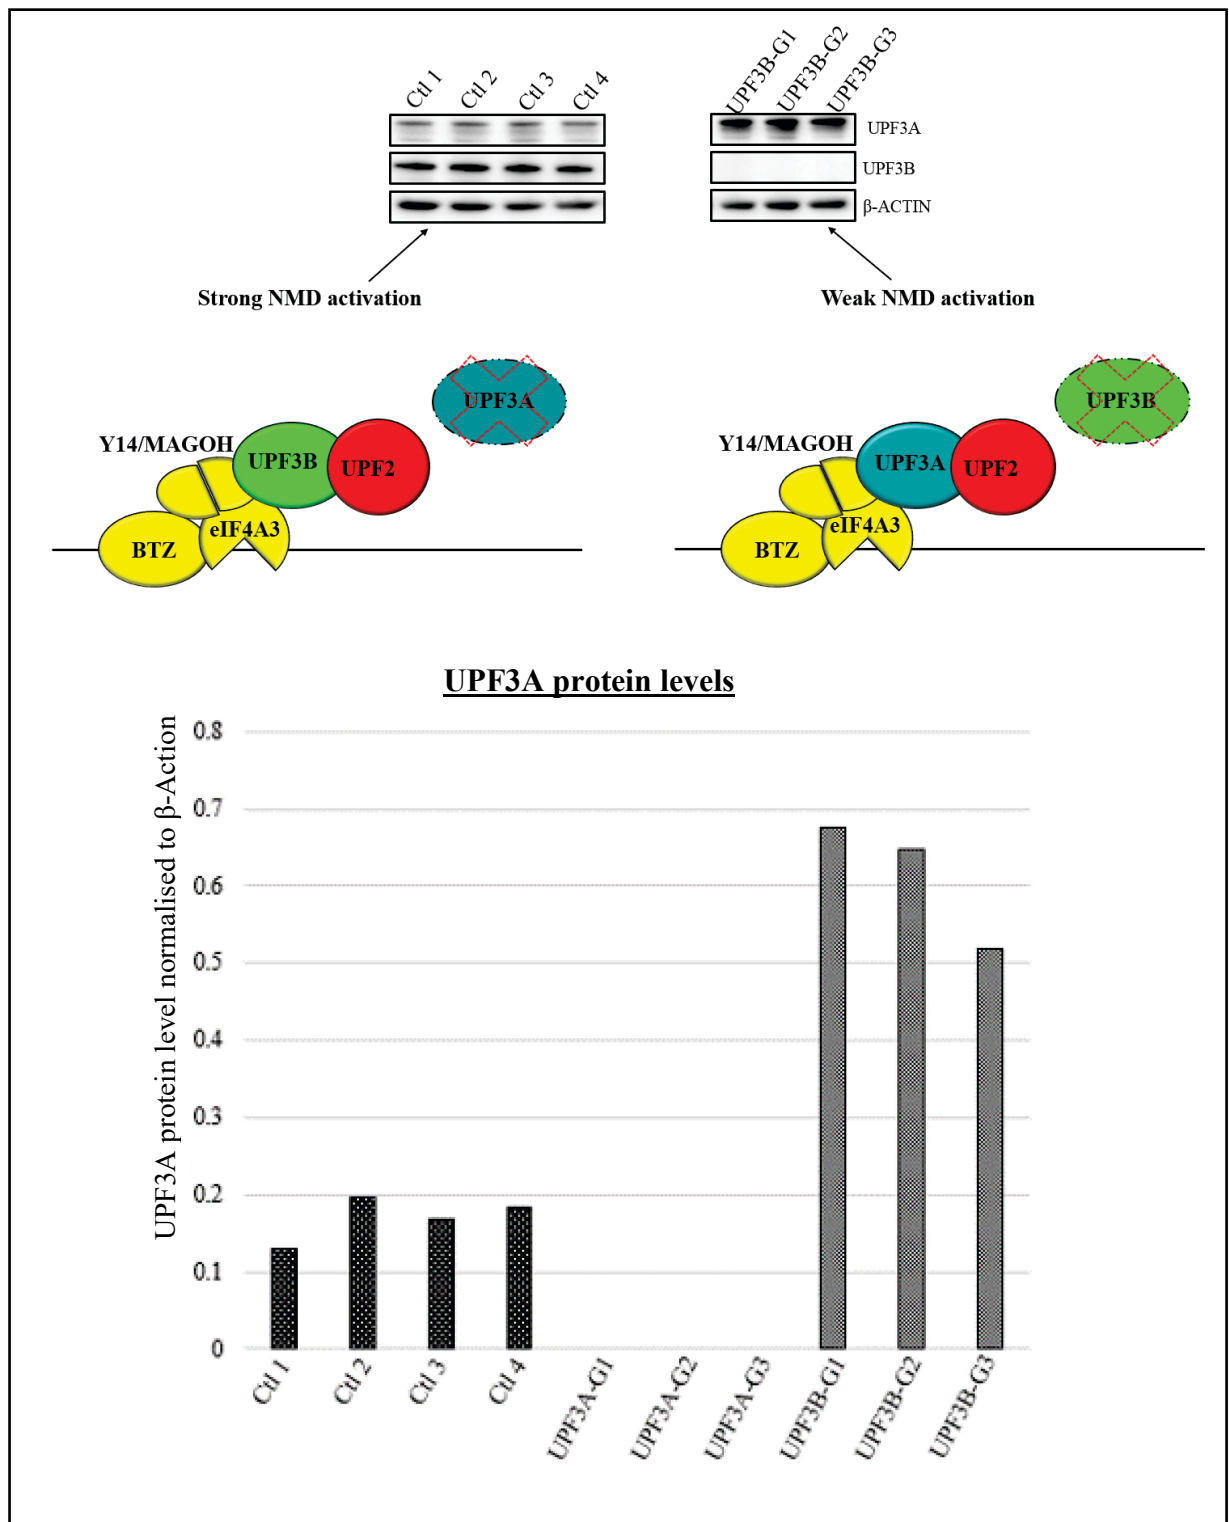 Ctl 1 Ctl 2 Ctl 3 Ctl 4
UPF3B-G1 UPF3B-G2 UPF3B-G3
UPF3A
UPF3B
β-ACTIN
Strong NMD activation
Weak NMD activation
UPF3A
Y14/MAGOH
UPF3B
UPF2
eIF4A3
BTZ
UPF3B
Y14/MAGOH
UPF3A
UPF2
eIF4A3
BTZ
UPF3A protein levels
UPF3A protein level normalised to β-Action
0.8
0.7
0.6
0.5
0.4
0.3
0.2
0.1
0
Ctl 1 Ctl 2 Ctl 3 Ctl 4 UPF3A-G1 UPF3A-G2 UPF3A-G3 UPF3B-G1 UPF3B-G2 UPF3B-G3